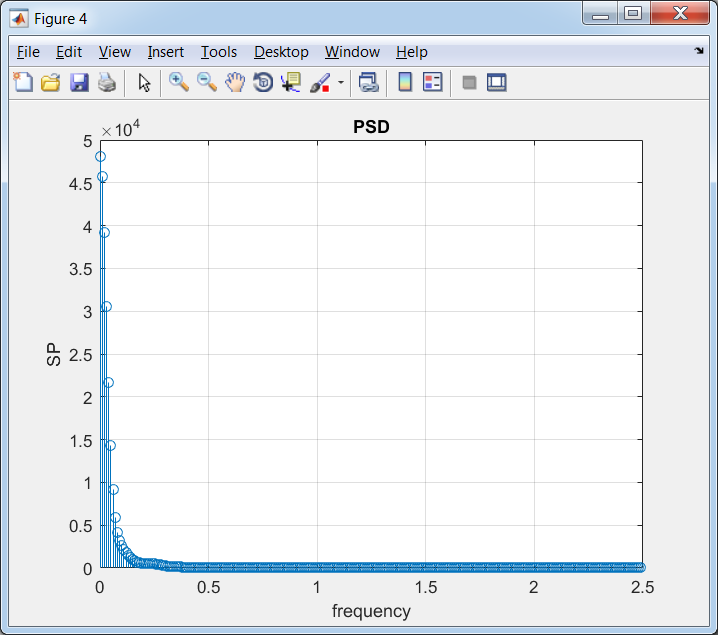 Figure 4
File Edit View Insert Tools Desktop Window Help
PSD
×10^4
5
4.5
4
3.5
3
2.5
2
1.5
1
0.5
0
SP
0 0.5 1 1.5 2 2.5
frequency